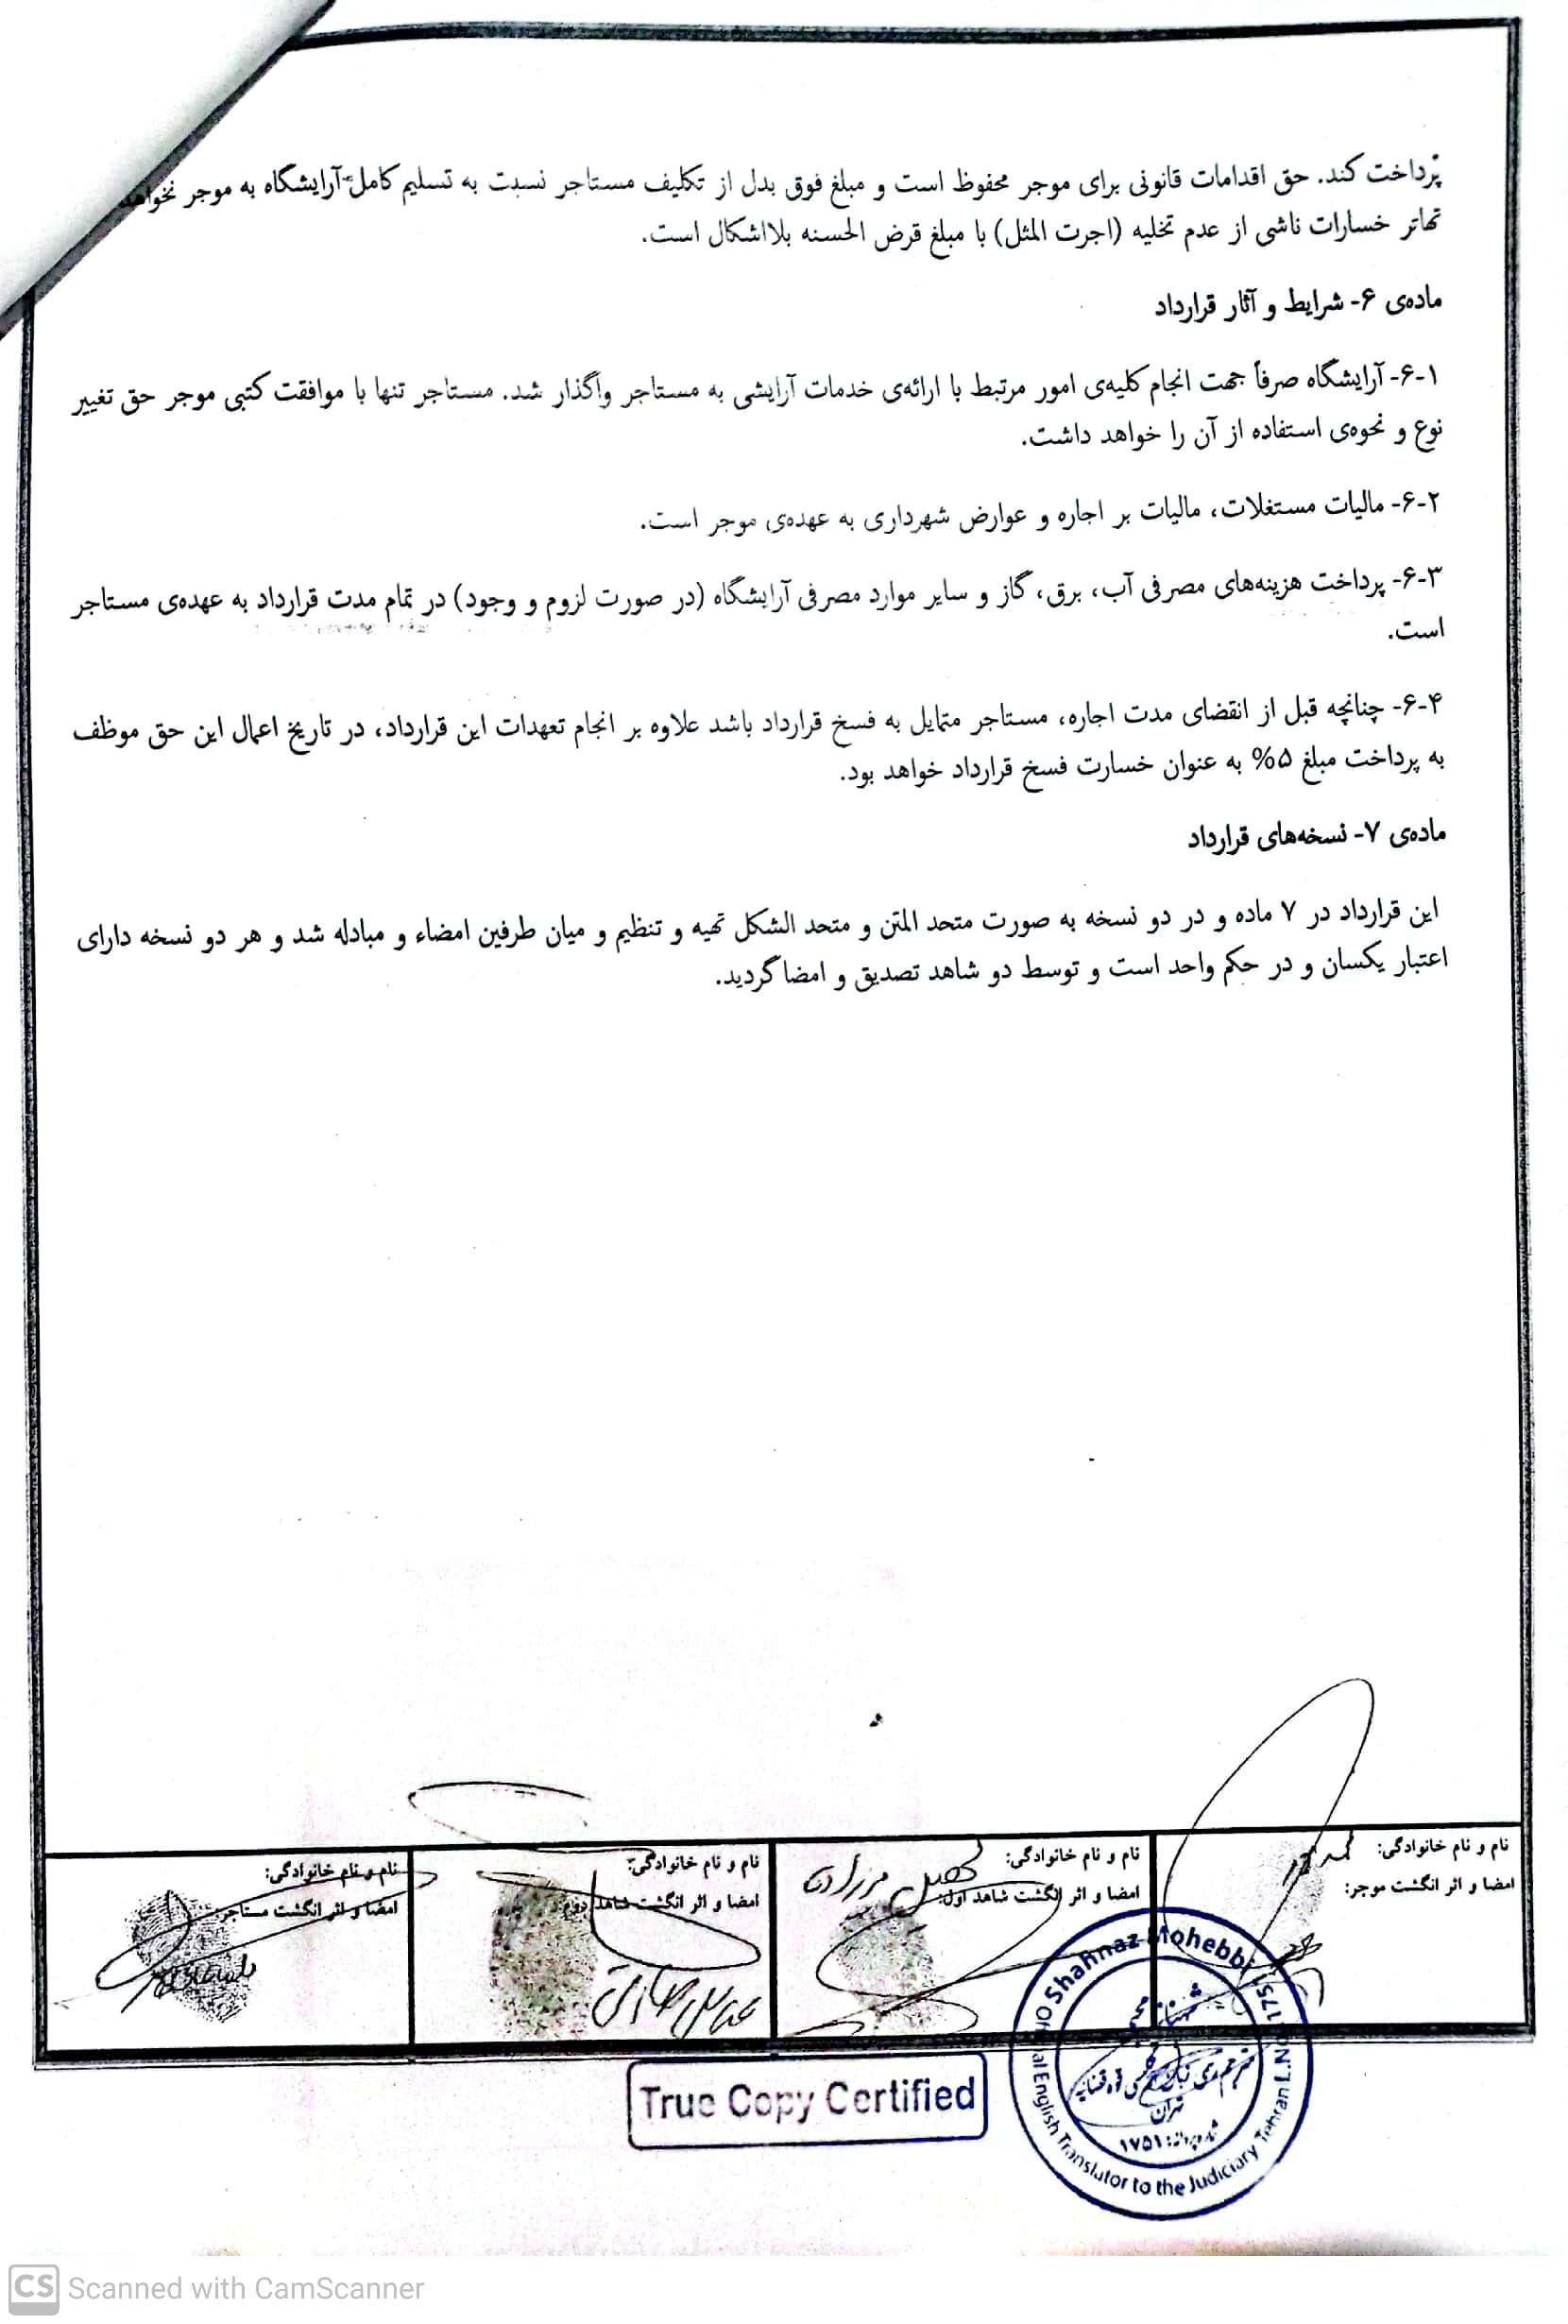 پرداخت کند. حق اقدامات قانونی برای موجر محفوظ است و مبلغ فوق بدل از تکلیف مستاجر نسبت به تسلیم کامل آرایشگاه به موجر
تهاتر خسارات ناشی از عدم تخلیه (اجرت المثل) با مبلغ قرض الحسنه بلااشکال است.
ماده‌ی ۶- شرایط و آثار قرارداد
۶-۱- آرایشگاه صرفاً جهت انجام کلیه‌ی امور مرتبط با ارائه‌ی خدمات آرایشی به مستاجر واگذار شد. مستاجر تنها با موافقت کتبی موجر حق تغییر
نوع و نحوه‌ی استفاده از آن را خواهد داشت.
۶-۲- مالیات مستغلات، مالیات بر اجاره و عوارض شهرداری به عهده‌ی موجر است.
۶-۳- پرداخت هزینه‌های مصرفی آب، برق، گاز و سایر موارد مصرفی آرایشگاه (در صورت لزوم و وجود) در تمام مدت قرارداد به عهده‌ی مستاجر
است.
۶-۴- چنانچه قبل از انقضای مدت اجاره، مستاجر متمایل به فسخ قرارداد باشد علاوه بر انجام تعهدات این قرارداد، در تاریخ اعمال این حق موظف
به پرداخت مبلغ ۵% به عنوان خسارت فسخ قرارداد خواهد بود.
ماده‌ی ۷- نسخه‌های قرارداد
این قرارداد در ۷ ماده و در دو نسخه به صورت متحد المتن و متحد الشکل تهیه و تنظیم و میان طرفین امضاء و مبادله شد و هر دو نسخه دارای
اعتبار یکسان و در حکم واحد است و توسط دو شاهد تصدیق و امضا گردید.
نام و نام خانوادگی:
امضا و اثر انگشت موجر:
نام و نام خانوادگی:
امضا و اثر انگشت شاهد اول:
نام و نام خانوادگی:
امضا و اثر انگشت شاهد دوم:
نام و نام خانوادگی:
امضا و اثر انگشت مستاجر:
True Copy Certified
Shahnaz Mohebbi L.No. 1751
Official English Translator to the Judiciary Tehran
تهران
شماره پروانه: ۱۷۵۱
CS Scanned with CamScanner